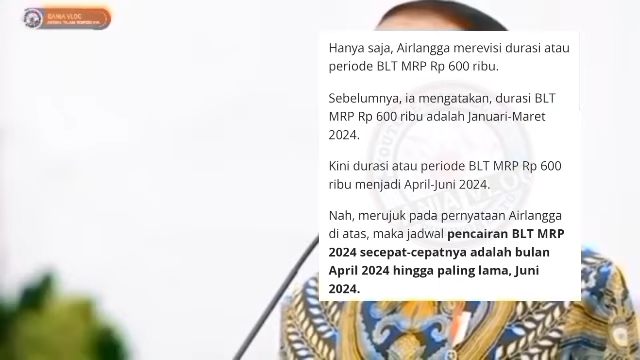 Hanya saja, Airlangga merevisi durasi atau
periode BLT MRP Rp 600 ribu.
Sebelumnya, ia mengatakan, durasi BLT
MRP Rp 600 ribu adalah Januari-Maret
2024.
Kini durasi atau periode BLT MRP Rp 600
ribu menjadi April-Juni 2024.
Nah, merujuk pada pernyataan Airlangga
di atas, maka jadwal pencairan BLT MRP
2024 secepat-cepatnya adalah bulan
April 2024 hingga paling lama, Juni
2024.